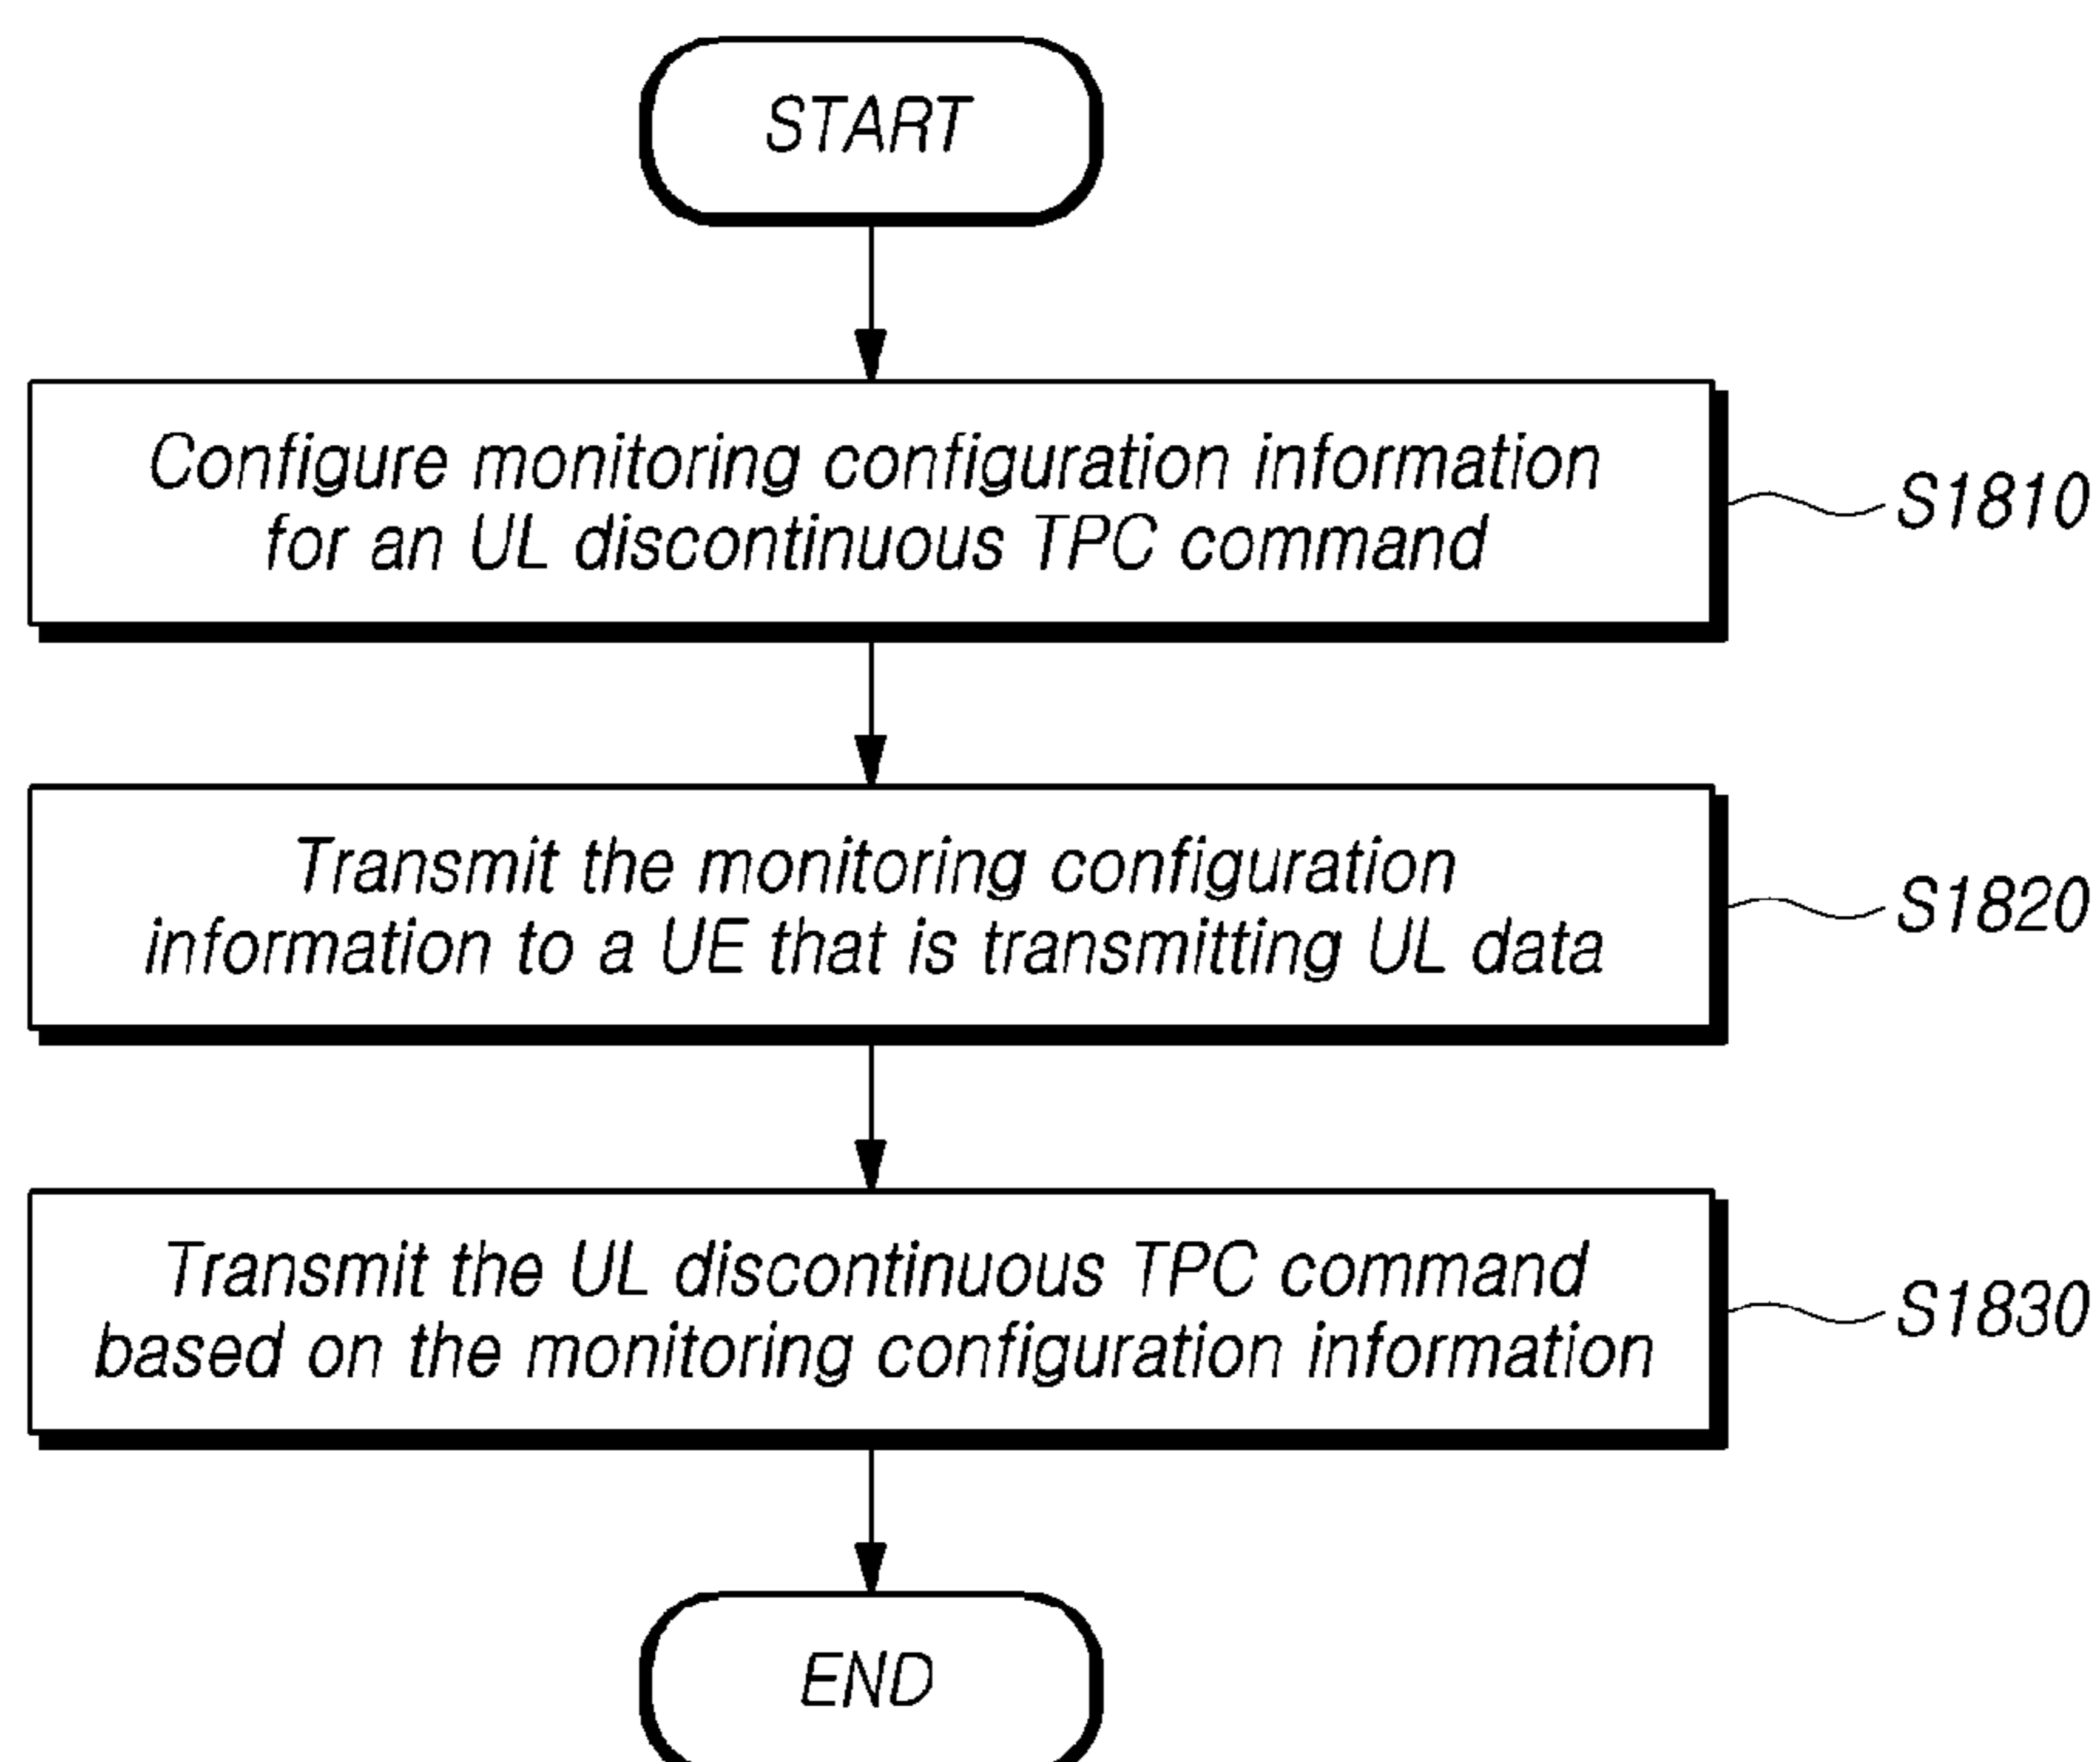 START
Configure monitoring configuration information
for an UL discontinuous TPC command
S1810
Transmit the monitoring configuration
information to a UE that is transmitting UL data
S1820
Transmit the UL discontinuous TPC command
based on the monitoring configuration information
S1830
END